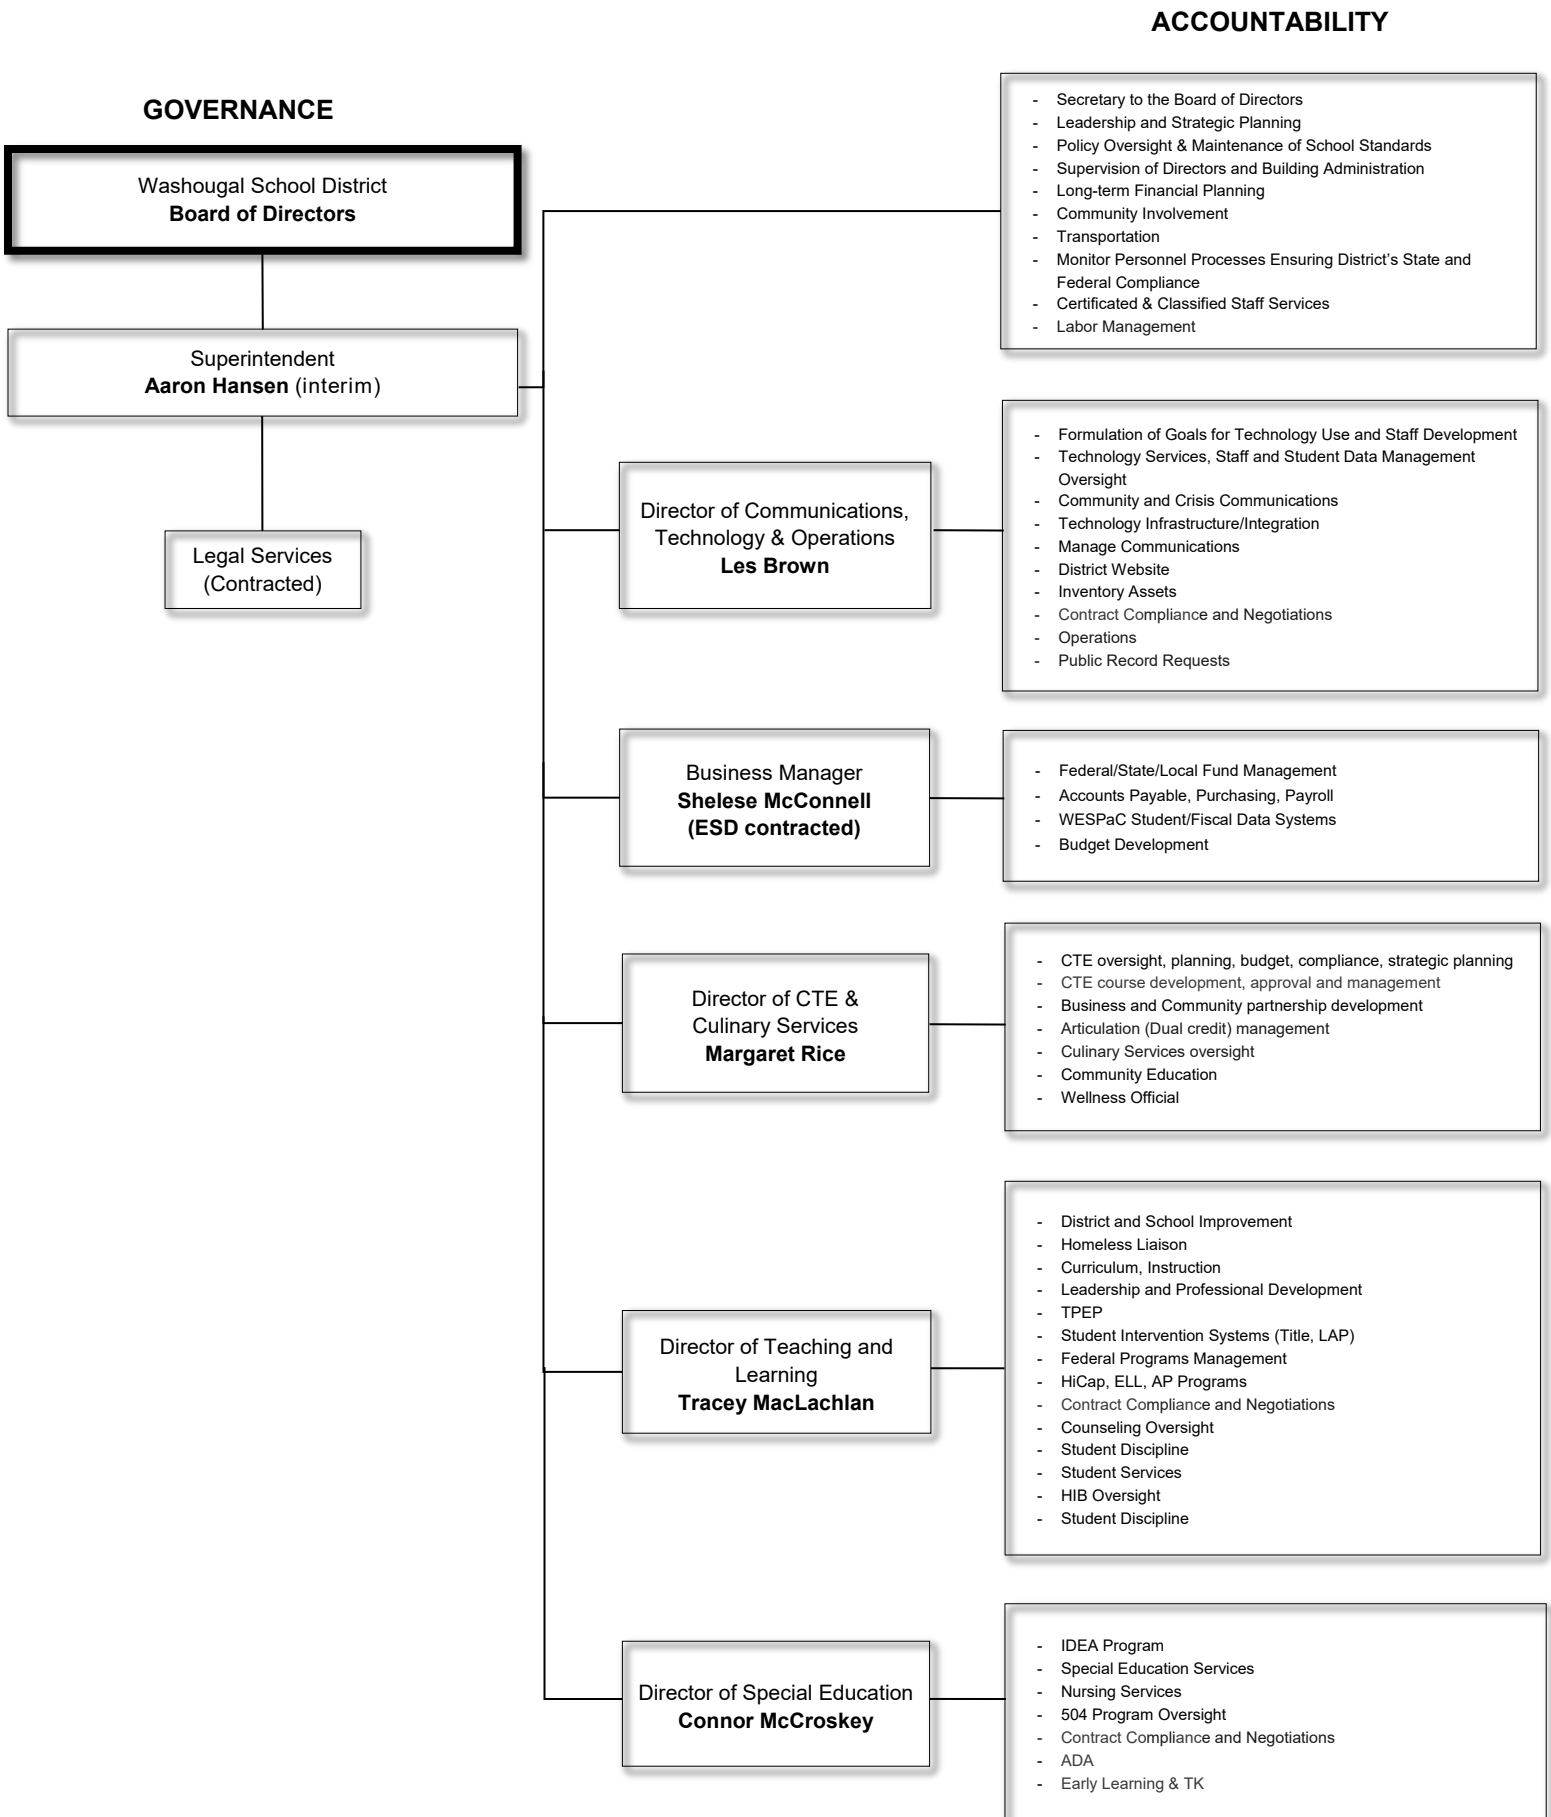 ACCOUNTABILITY
GOVERNANCE
Washougal School District
Board of Directors
Superintendent
Aaron Hansen (interim)
Legal Services
(Contracted)
- Secretary to the Board of Directors
- Leadership and Strategic Planning
- Policy Oversight & Maintenance of School Standards
- Supervision of Directors and Building Administration
- Long-term Financial Planning
- Community Involvement
- Transportation
- Monitor Personnel Processes Ensuring District's State and
Federal Compliance
- Certificated & Classified Staff Services
- Labor Management
Director of Communications,
Technology & Operations
Les Brown
- Formulation of Goals for Technology Use and Staff Development
- Technology Services, Staff and Student Data Management
Oversight
- Community and Crisis Communications
- Technology Infrastructure/Integration
- Manage Communications
- District Website
- Inventory Assets
- Contract Compliance and Negotiations
- Operations
- Public Record Requests
Business Manager
Shelese McConnell
(ESD contracted)
- Federal/State/Local Fund Management
- Accounts Payable, Purchasing, Payroll
- WESPaC Student/Fiscal Data Systems
- Budget Development
Director of CTE &
Culinary Services
Margaret Rice
- CTE oversight, planning, budget, compliance, strategic planning
- CTE course development, approval and management
- Business and Community partnership development
- Articulation (Dual credit) management
- Culinary Services oversight
- Community Education
- Wellness Official
Director of Teaching and
Learning
Tracey MacLachlan
- District and School Improvement
- Homeless Liaison
- Curriculum, Instruction
- Leadership and Professional Development
- TPEP
- Student Intervention Systems (Title, LAP)
- Federal Programs Management
- HiCap, ELL, AP Programs
- Contract Compliance and Negotiations
- Counseling Oversight
- Student Discipline
- Student Services
- HIB Oversight
- Student Discipline
Director of Special Education
Connor McCroskey
- IDEA Program
- Special Education Services
- Nursing Services
- 504 Program Oversight
- Contract Compliance and Negotiations
- ADA
- Early Learning & TK